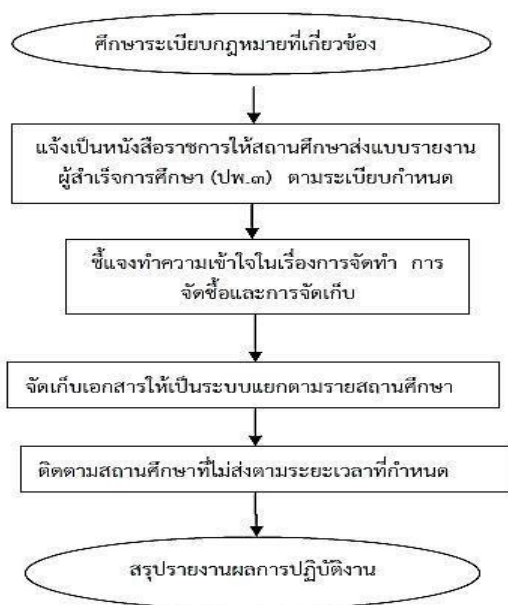 ศึกษาระเบียบกฎหมายที่เกี่ยวข้อง
แจ้งเป็นหนังสือราชการให้สถานศึกษาส่งแบบรายงาน
ผู้สำเร็จการศึกษา (ปพ.๓) ตามระเบียบกำหนด
ชี้แจงทำความเข้าใจในเรื่องการจัดทำ การ
จัดซื้อและการจัดเก็บ
จัดเก็บเอกสารให้เป็นระบบแยกตามรายสถานศึกษา
ติดตามสถานศึกษาที่ไม่ส่งตามระยะเวลาที่กำหนด
สรุปรายงานผลการปฏิบัติงาน